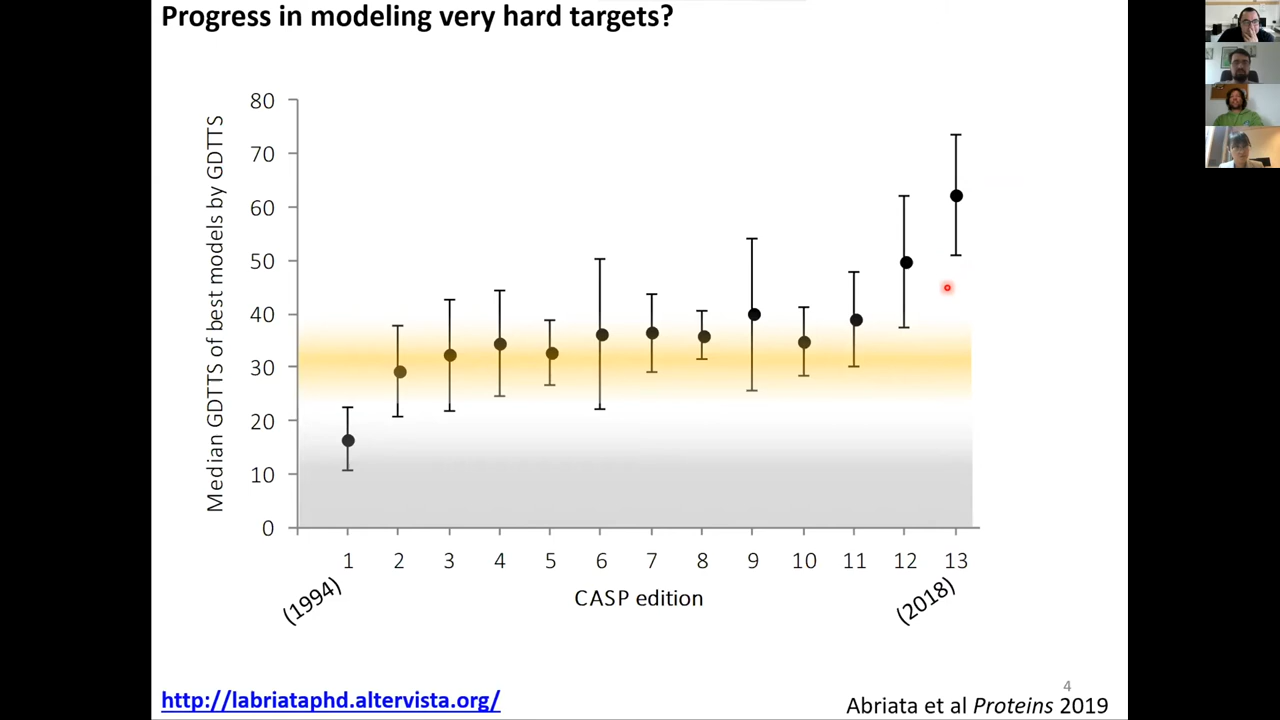 Progress in modeling very hard targets?
Median GDTTS of best models by GDTTS
80
70
60
50
40
30
20
10
0
1 2 3 4 5 6 7 8 9 10 11 12 13
(1994) (2018)
CASP edition
4
http://labriataphd.altervista.org/
Abriata et al Proteins 2019